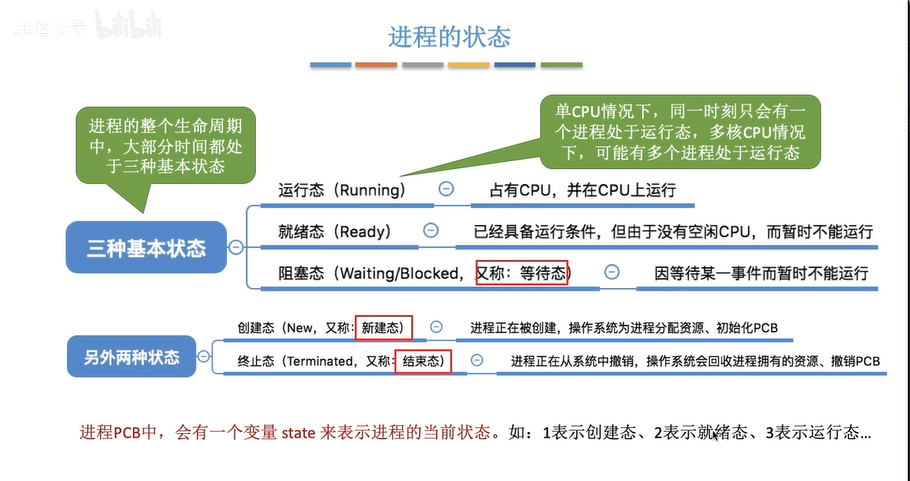 bilibili
进程的状态
进程的整个生命周期
中，大部分时间都处
于三种基本状态
单CPU情况下，同一时刻只会有一
个进程处于运行态，多核CPU情况
下，可能有多个进程处于运行态
三种基本状态
运行态（Running）
占有CPU，并在CPU上运行
就绪态（Ready）
已经具备运行条件，但由于没有空闲CPU，而暂时不能运行
阻塞态（Waiting/Blocked，又称：等待态）
因等待某一事件而暂时不能运行
另外两种状态
创建态（New，又称：新建态）
进程正在被创建，操作系统为进程分配资源、初始化PCB
终止态（Terminated，又称：结束态）
进程正在从系统中撤销，操作系统会回收进程拥有的资源、撤销PCB
进程PCB中，会有一个变量 state 来表示进程的当前状态。如：1表示创建态、2表示就绪态、3表示运行态...